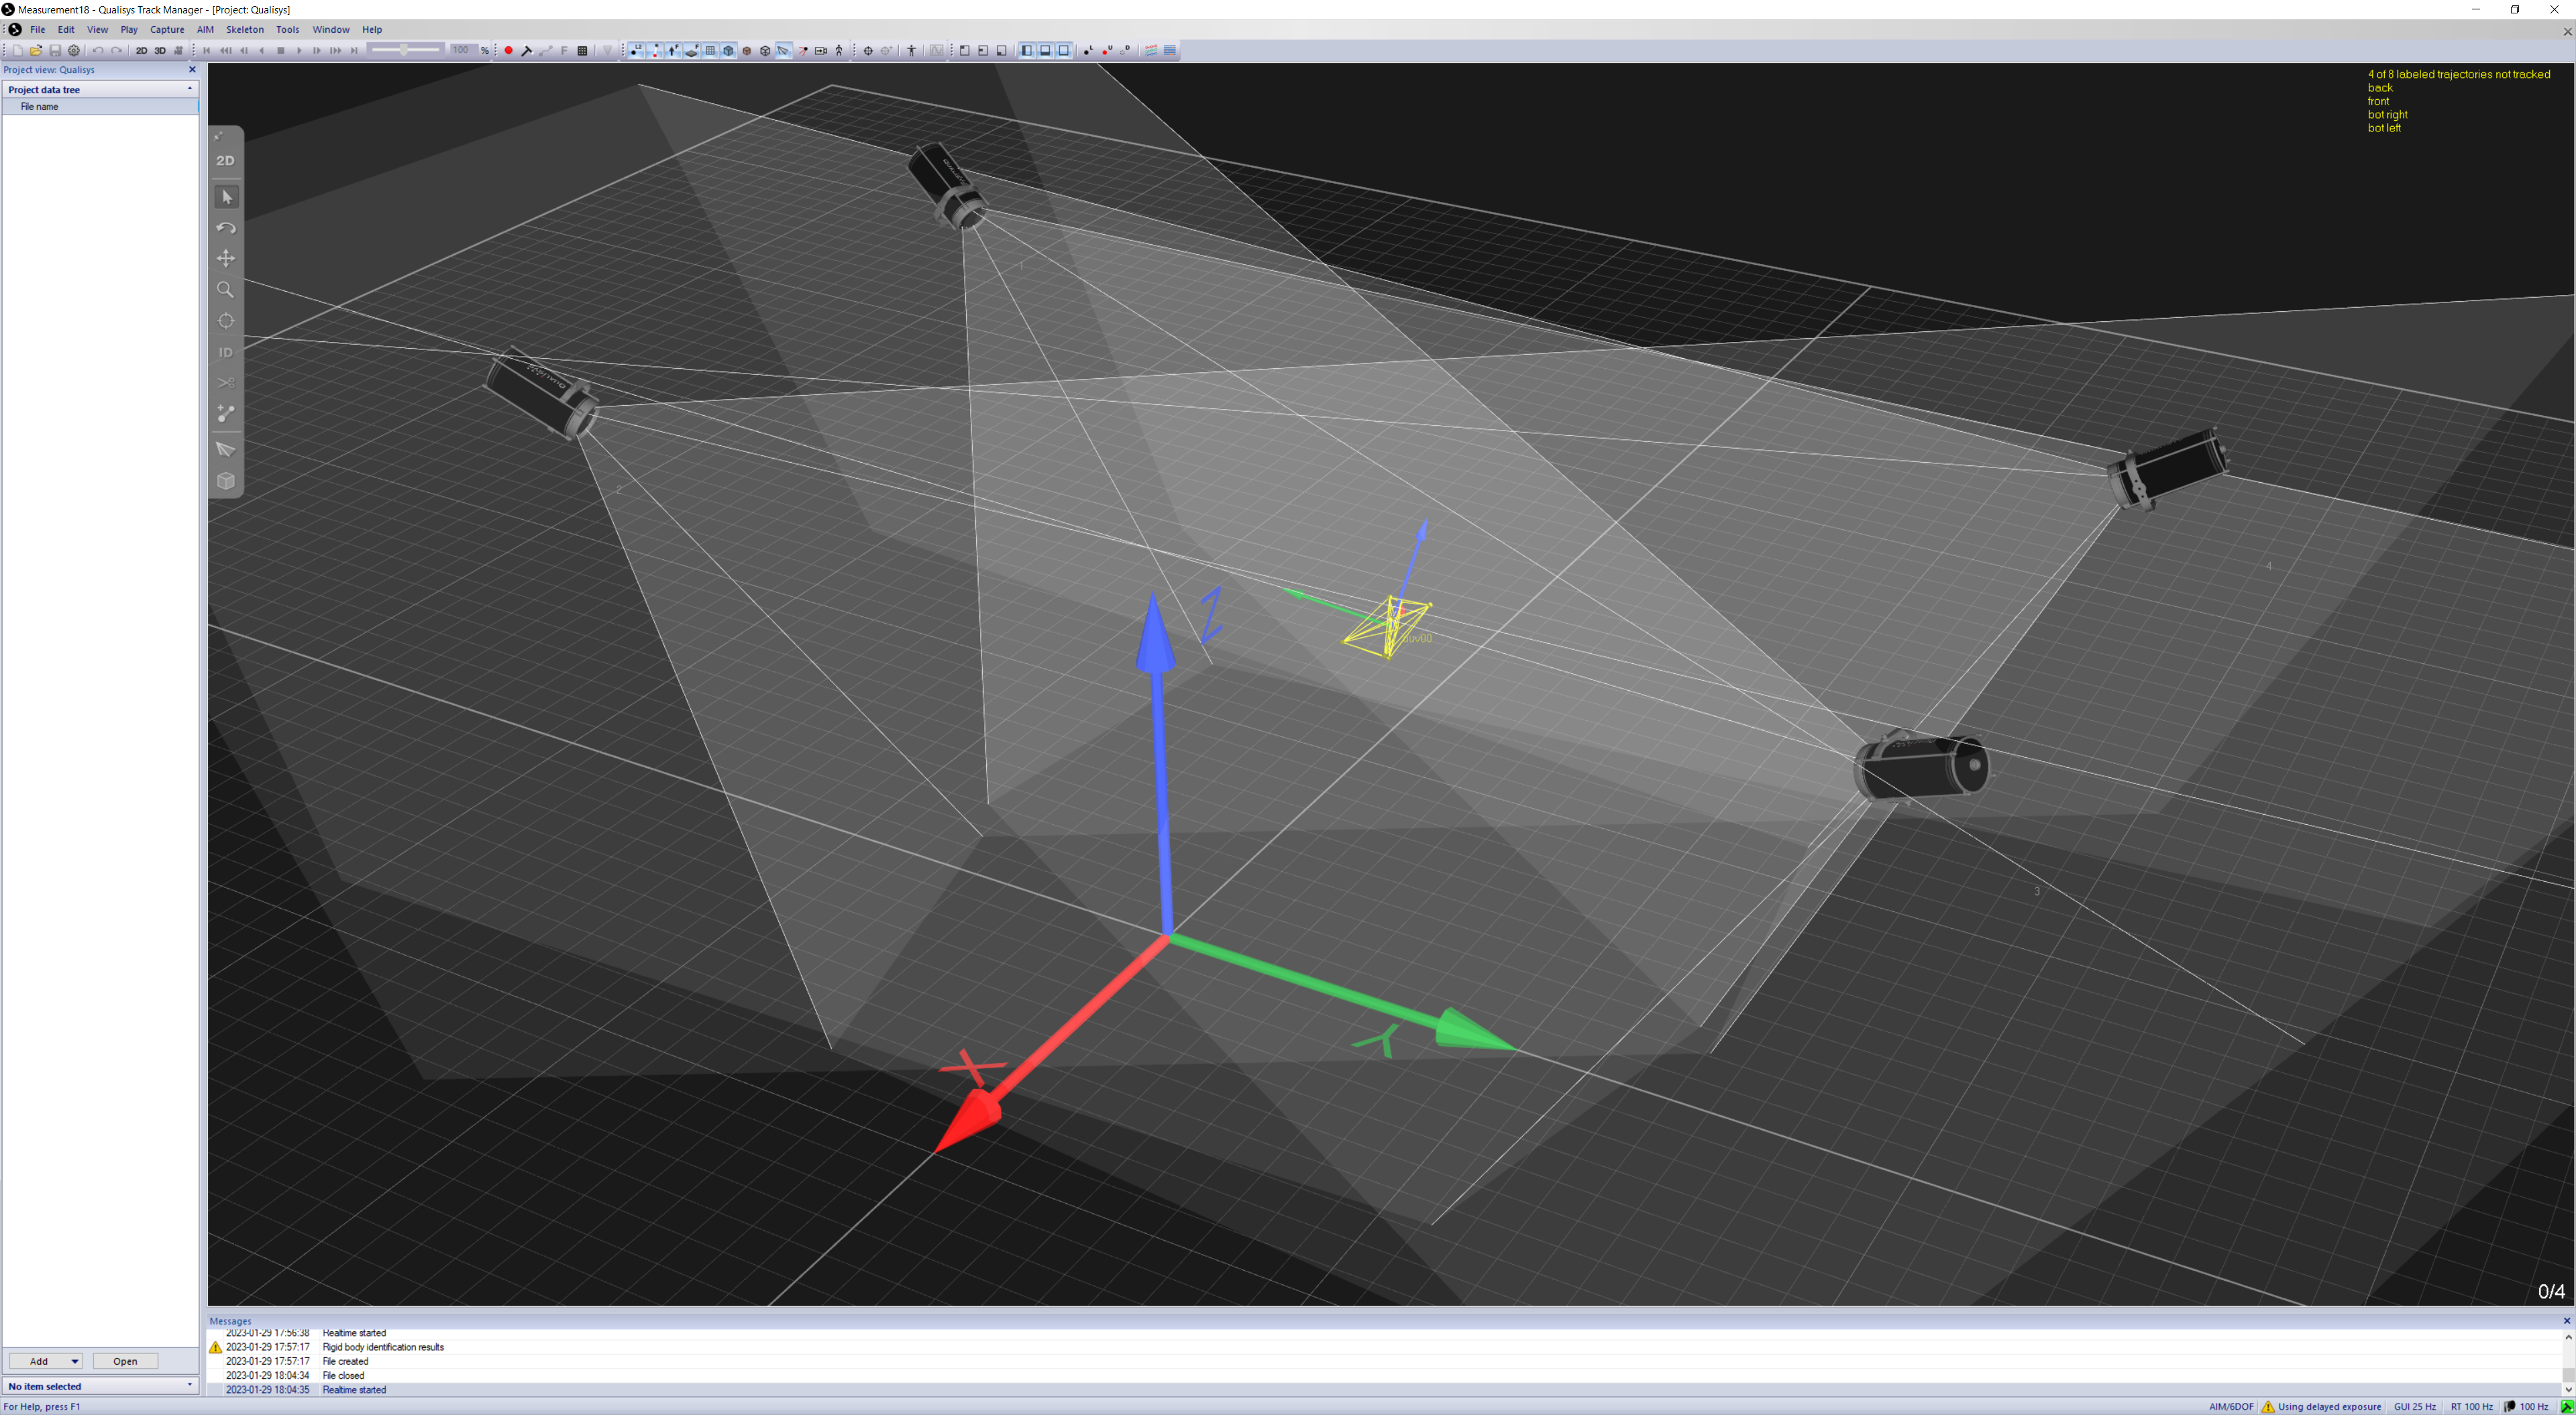 Measurement18 - Qualisys Track Manager - [Project: Qualisys]
File Edit View Play Capture AIM Skeleton Tools Window Help
2D 3D 100 % F
Project view: Qualisys
Project data tree
File name
2D
ID
4 of 8 labeled trajectories not tracked
back
front
bot right
bot left
1
2
4
3
Z
Y
X
0/4
Messages
2023-01-29 17:56:38 Realtime started
2023-01-29 17:57:17 Rigid body identification results
2023-01-29 17:57:17 File created
2023-01-29 18:04:34 File closed
2023-01-29 18:04:35 Realtime started
Add Open
No item selected
For Help, press F1
AIM/6DOF Using delayed exposure GUI 25 Hz RT 100 Hz 100 Hz